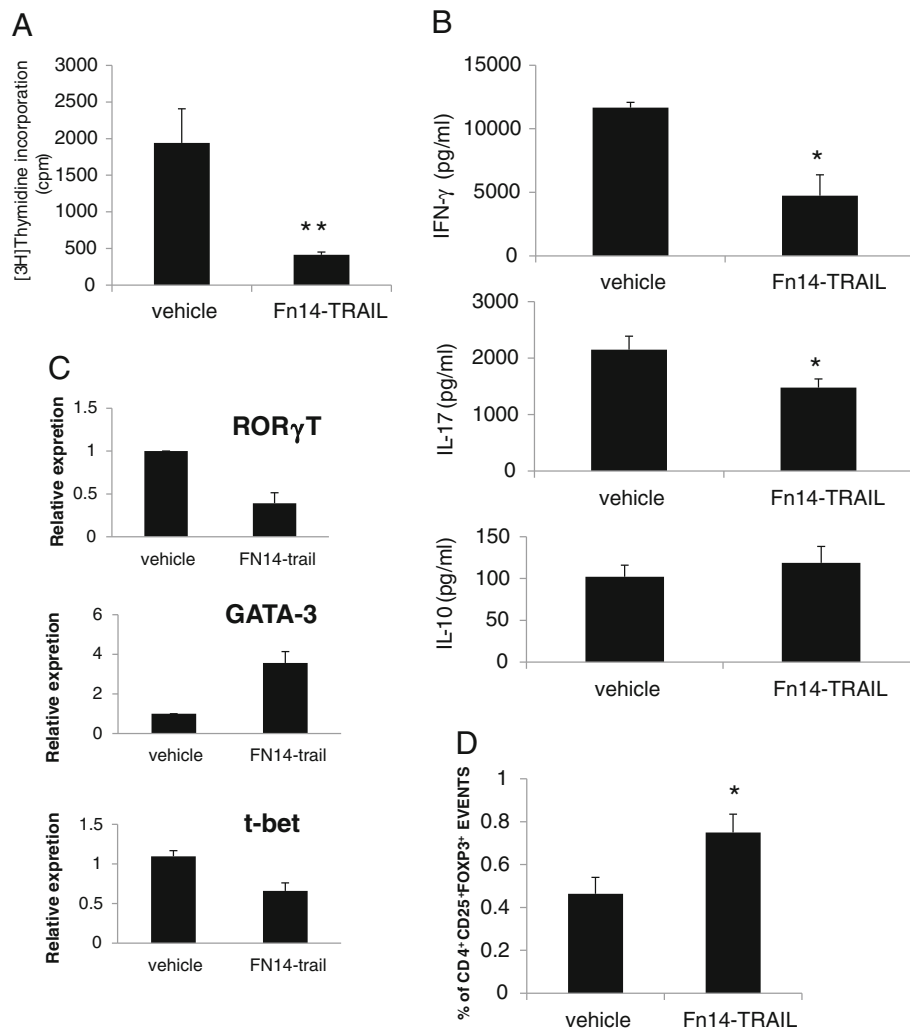 A
[3H]Thymidine incorporation
(cpm)
3000
2500
2000
1500
1000
500
0
**
vehicle
Fn14-TRAIL
B
IFN-γ (pg/ml)
15000
10000
5000
0
*
vehicle
Fn14-TRAIL
IL-17 (pg/ml)
3000
2000
1000
0
*
vehicle
Fn14-TRAIL
IL-10 (pg/ml)
150
100
50
0
vehicle
Fn14-TRAIL
C
Relative expretion
1.5
1
0.5
0
RORγT
vehicle
FN14-trail
Relative expretion
6
4
2
0
GATA-3
vehicle
FN14-trail
Relative expretion
1.5
1
0.5
0
t-bet
vehicle
FN14-trail
D
% of CD4+CD25+FOXP3+ EVENTS
1
0.8
0.6
0.4
0.2
0
*
vehicle
Fn14-TRAIL